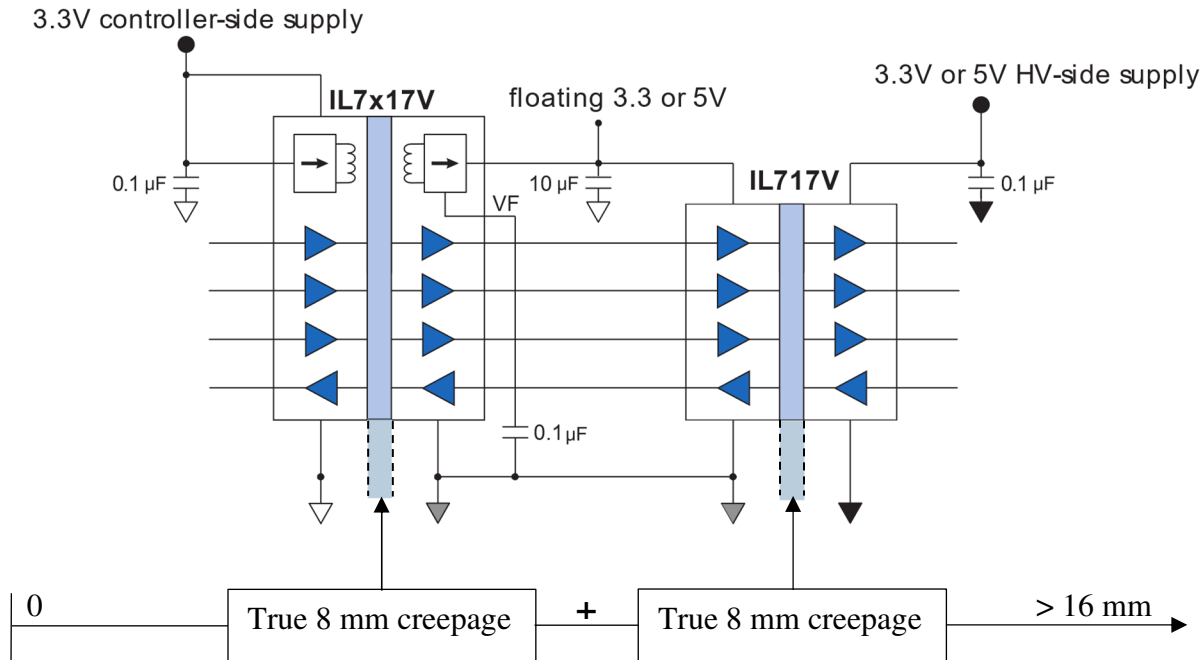 3.3V controller-side supply
3.3V or 5V HV-side supply
IL7x17V
floating 3.3 or 5V
IL717V
0.1 µF
10 µF
0.1 µF
VF
0.1µF
0
True 8 mm creepage
+
True 8 mm creepage
> 16 mm